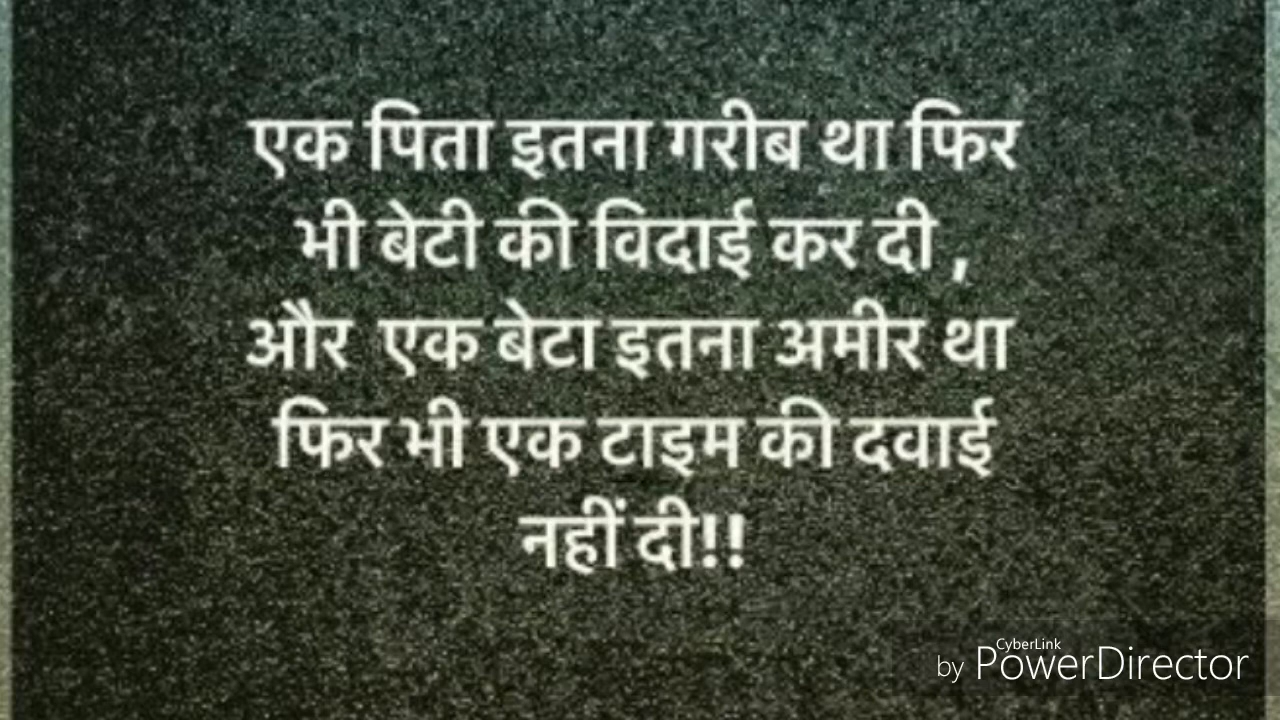 एक पिता इतना गरीब था फिर
भी बेटी की विदाई कर दी ,
और एक बेटा इतना अमीर था
फिर भी एक टाइम की दवाई
नहीं दी!!
CyberLink
by PowerDirector